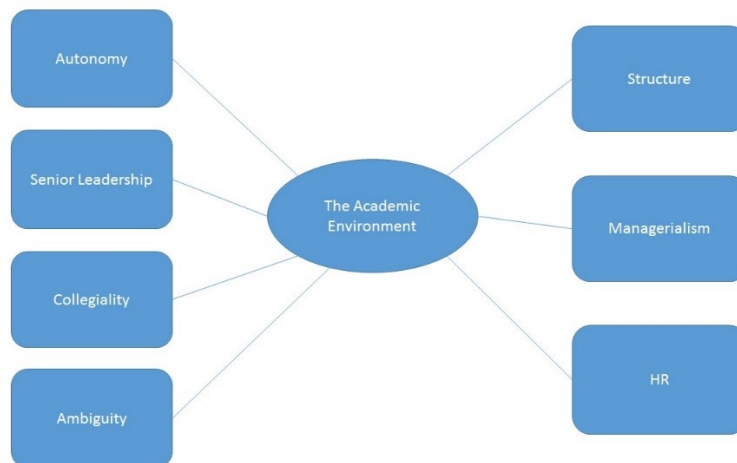 Autonomy
Senior Leadership
Collegiality
Ambiguity
The Academic
Environment
Structure
Managerialism
HR